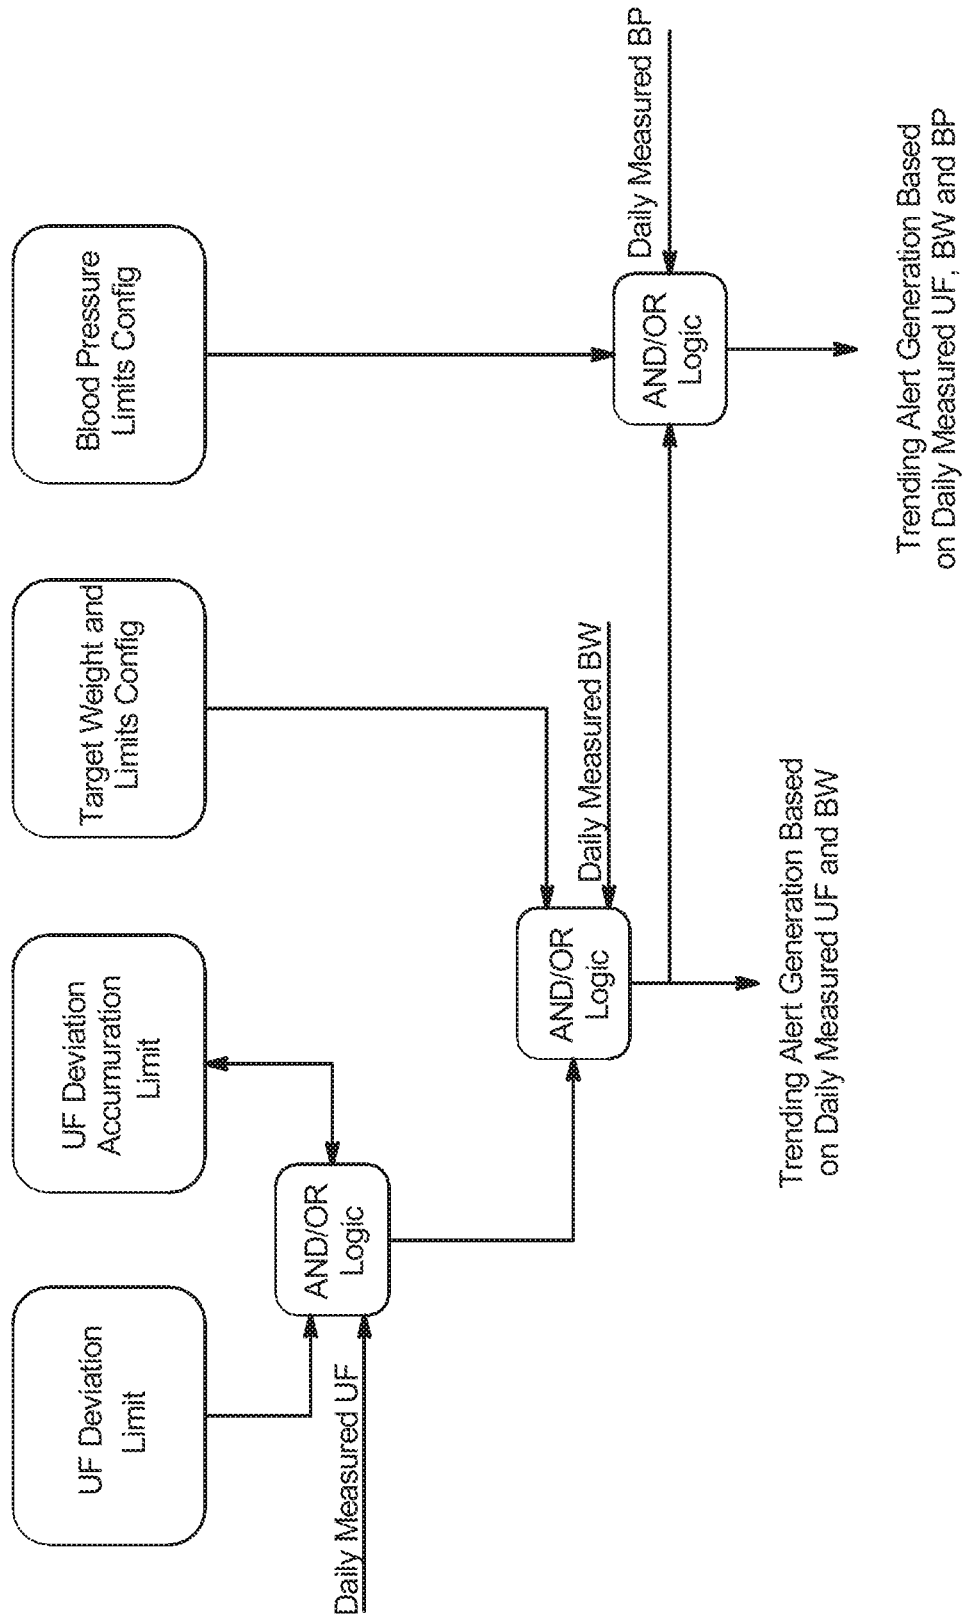 UF Deviation
Limit
UF Deviation
Accumuration
Limit
Target Weight and
Limits Config
Blood Pressure
Limits Config
Daily Measured UF
AND/OR
Logic
AND/OR
Logic
Daily Measured BW
AND/OR
Logic
Daily Measured BP
Trending Alert Generation Based
on Daily Measured UF and BW
Trending Alert Generation Based
on Daily Measured UF, BW and BP